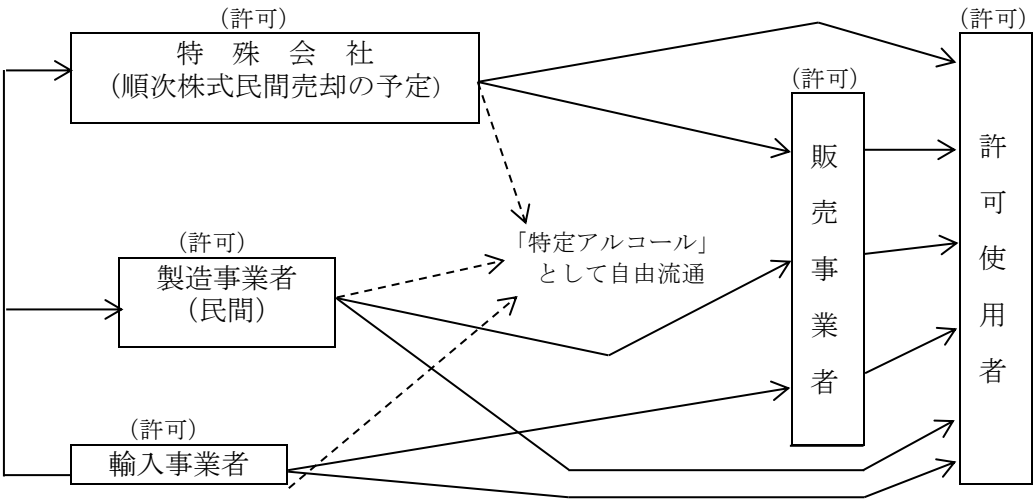 (許可)
特 殊 会 社
(順次株式民間売却の予定)
(許可)
製造事業者
(民間)
(許可)
輸入事業者
「特定アルコール」
として自由流通
(許可)
販売事業者
(許可)
許可使用者